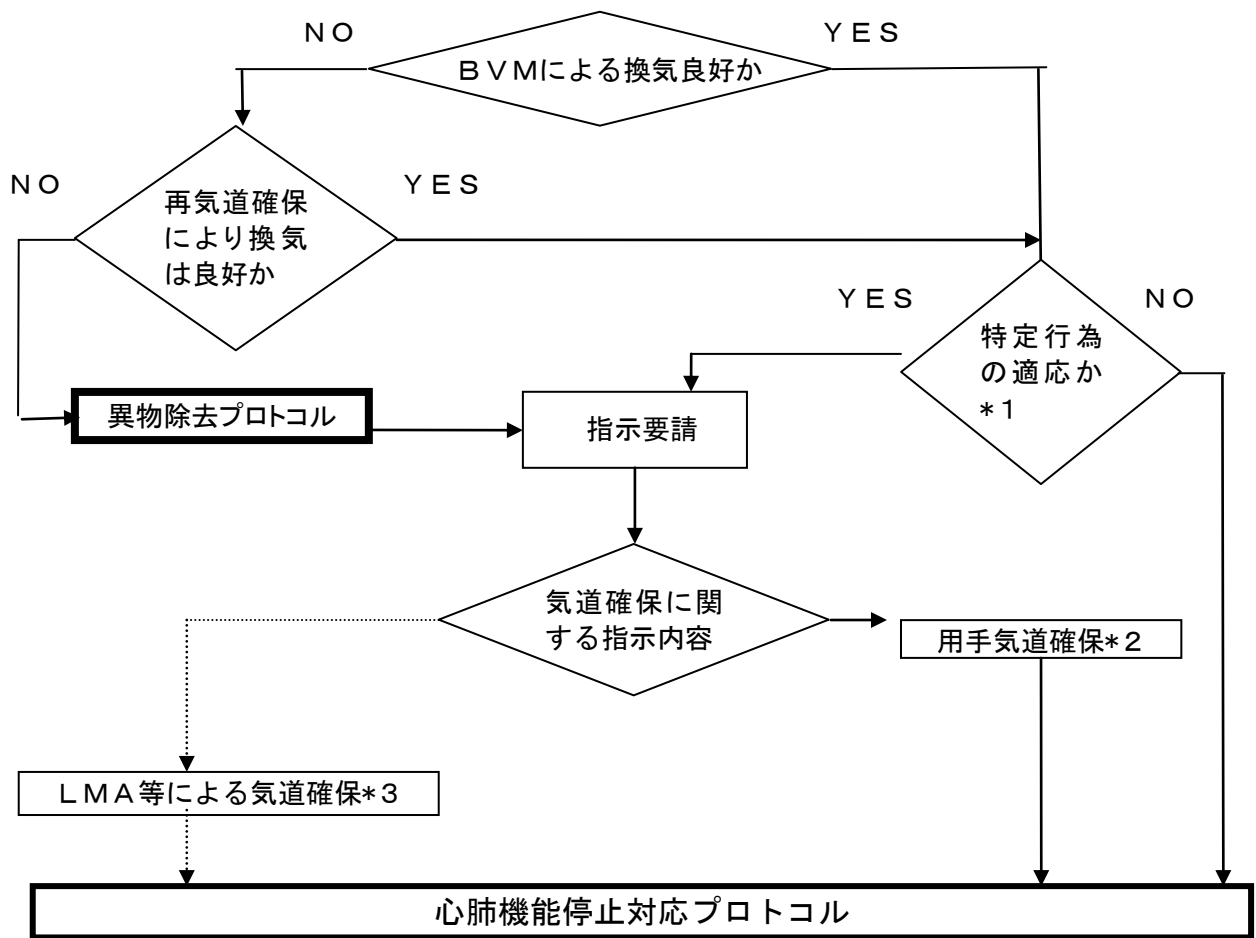 ＮＯ
ＹＥＳ
ＢＶＭによる換気良好か
ＮＯ
ＹＥＳ
再気道確保
により換気
は良好か
ＹＥＳ
ＮＯ
特定行為
の適応か
*１
異物除去プロトコル
指示要請
気道確保に関
する指示内容
用手気道確保*２
ＬＭＡ等による気道確保*３
心肺機能停止対応プロトコル